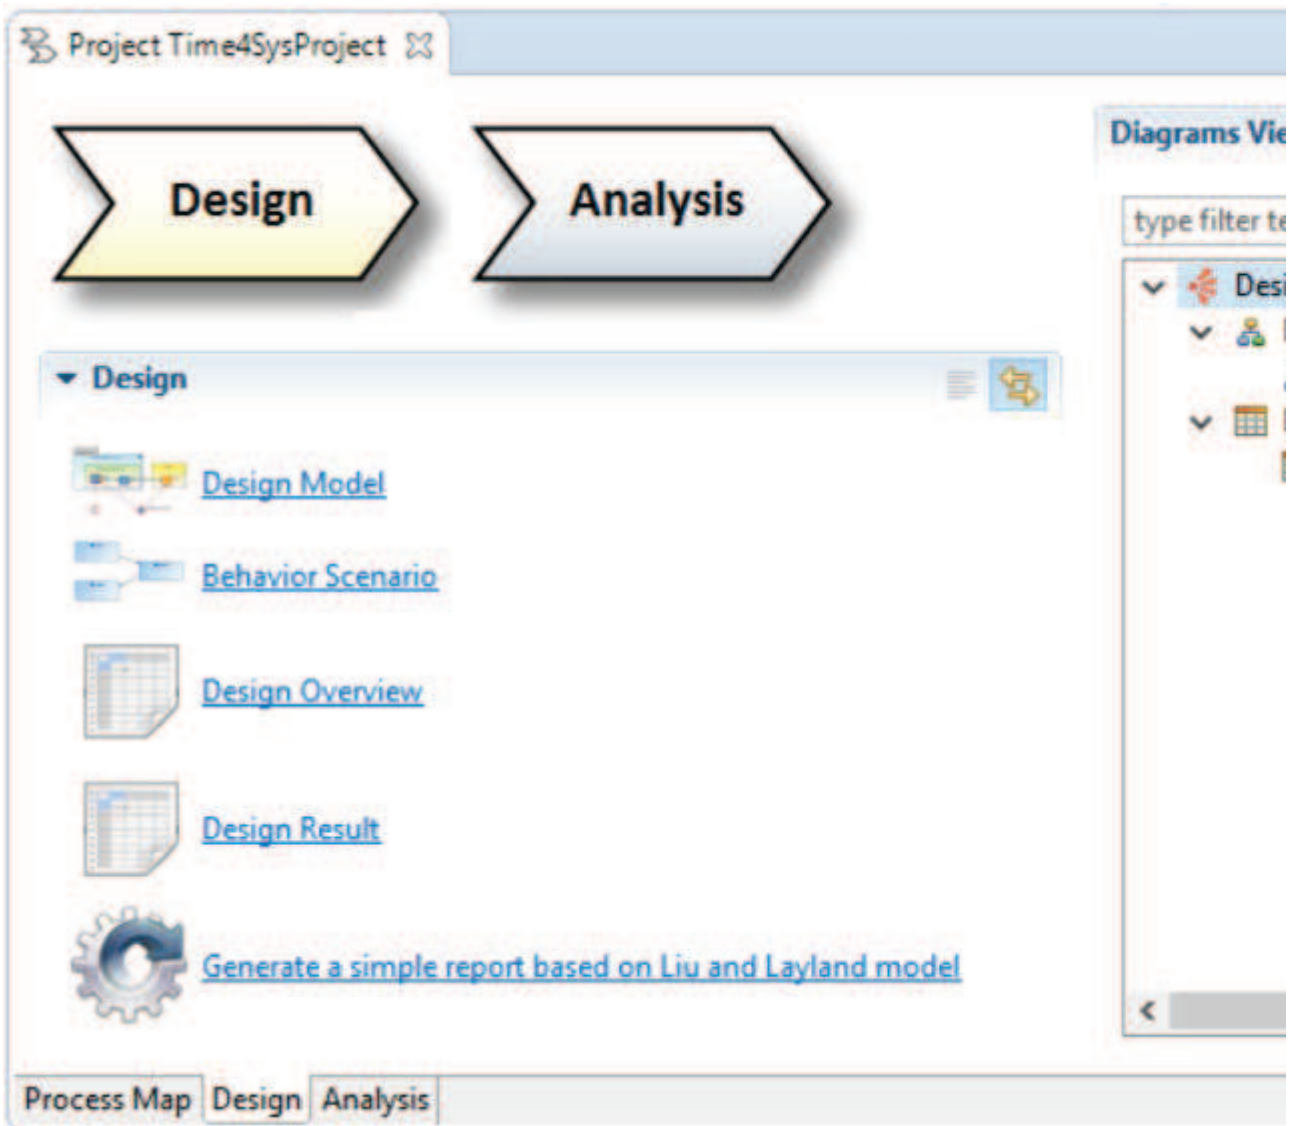 Project Time4SysProject
Design
Analysis
Diagrams Vie
type filter te
Desi
Design
Design Model
Behavior Scenario
Design Overview
Design Result
Generate a simple report based on Liu and Layland model
Process Map
Design
Analysis